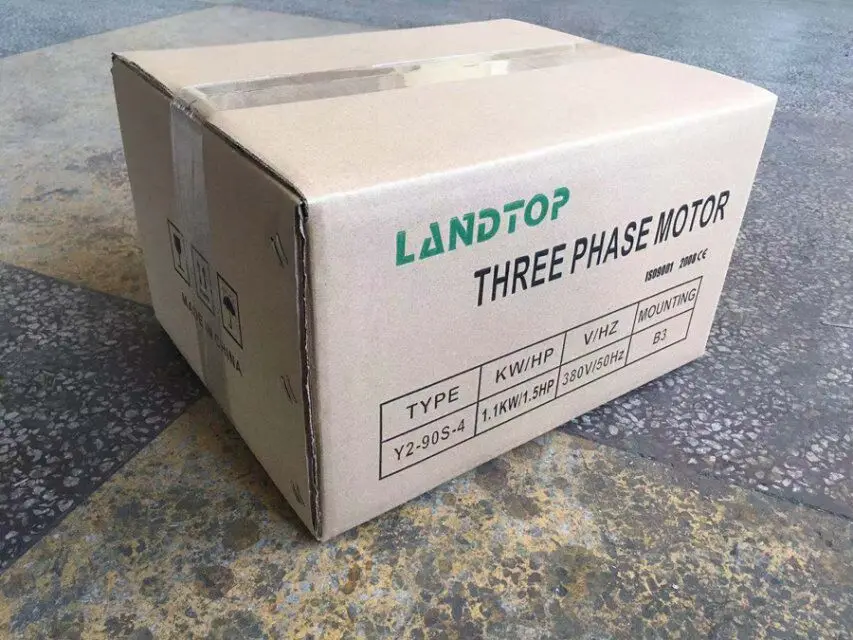 LANDTOP
THREE PHASE MOTOR
ISO9001 2008 CE
TYPE KW/HP V/HZ MOUNTING
Y2-90S-4 1.1KW/1.5HP 380V/50Hz B3
MADE IN CHINA